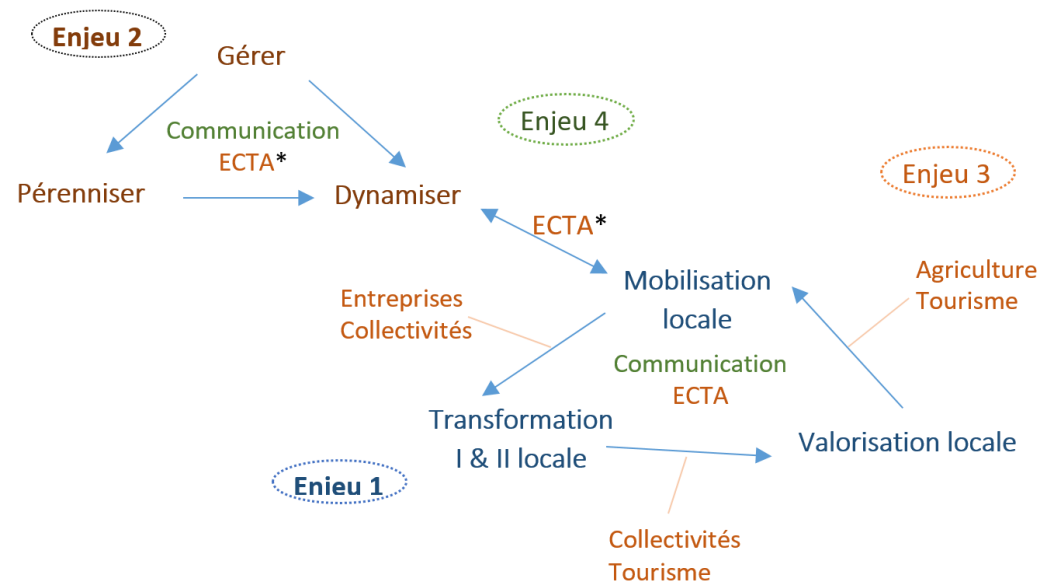 Enjeu 2
Gérer
Communication
ECTA*
Pérenniser
Dynamiser
Enjeu 4
Enjeu 3
ECTA*
Mobilisation
locale
Agriculture
Tourisme
Entreprises
Collectivités
Communication
ECTA
Transformation
I & II locale
Valorisation locale
Enieu 1
Collectivités
Tourisme